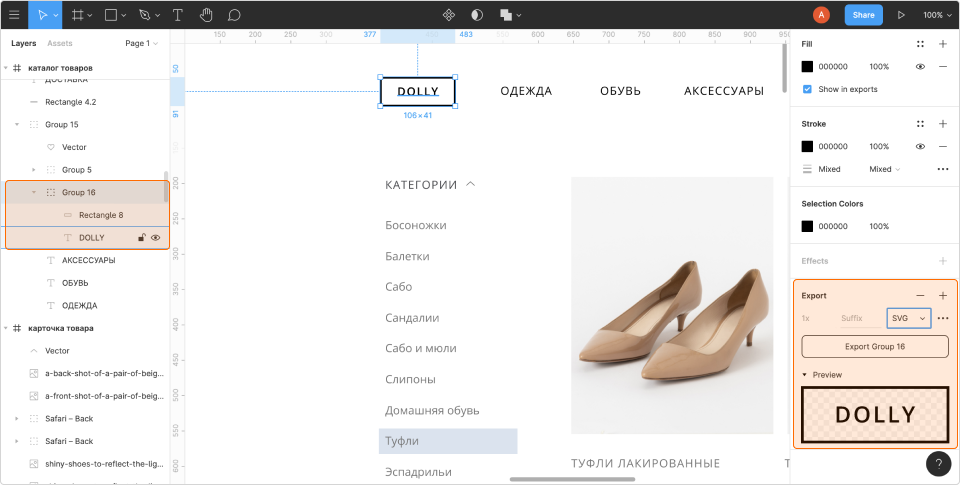 A
Share
100%
Layers
Assets
Page 1
каталог товаров
ДОСТАВКА
Rectangle 4.2
Group 15
Vector
Group 5
Group 16
Rectangle 8
DOLLY
АКСЕССУАРЫ
ОБУВЬ
ОДЕЖДА
карточка товара
Vector
a-back-shot-of-a-pair-of-beig...
a-front-shot-of-a-pair-of-beig...
Safari – Back
Safari – Back
shiny-shoes-to-reflect-the-lig...
150
200
250
300
377
483
550
600
650
700
750
800
850
900
50
91
200
250
300
350
400
450
500
550
600
DOLLY
ОДЕЖДА
ОБУВЬ
АКСЕССУАРЫ
106 × 41
КАТЕГОРИИ
Босоножки
Балетки
Сабо
Сандалии
Сабо и мюли
Слипоны
Домашняя обувь
Туфли
Эспадрильи
ТУФЛИ ЛАКИРОВАННЫЕ
Fill
000000 100%
Show in exports
Stroke
000000 100%
Mixed Mixed
Selection Colors
000000 100%
Effects
Export
1x Suffix SVG
Export Group 16
Preview
DOLLY
?